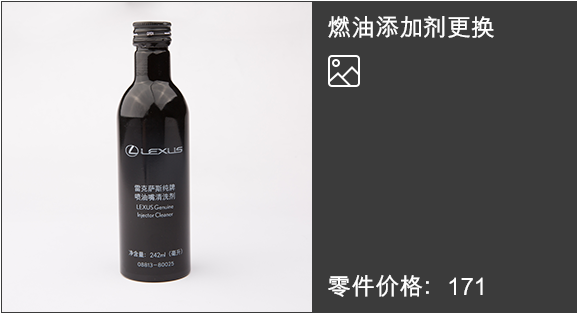 LEXUS
雷克萨斯纯牌
喷油嘴清洗剂
LEXUS Genuine
Injector Cleaner
净含量：242ml（毫升）
08813-80025
燃油添加剂更换
零件价格：171